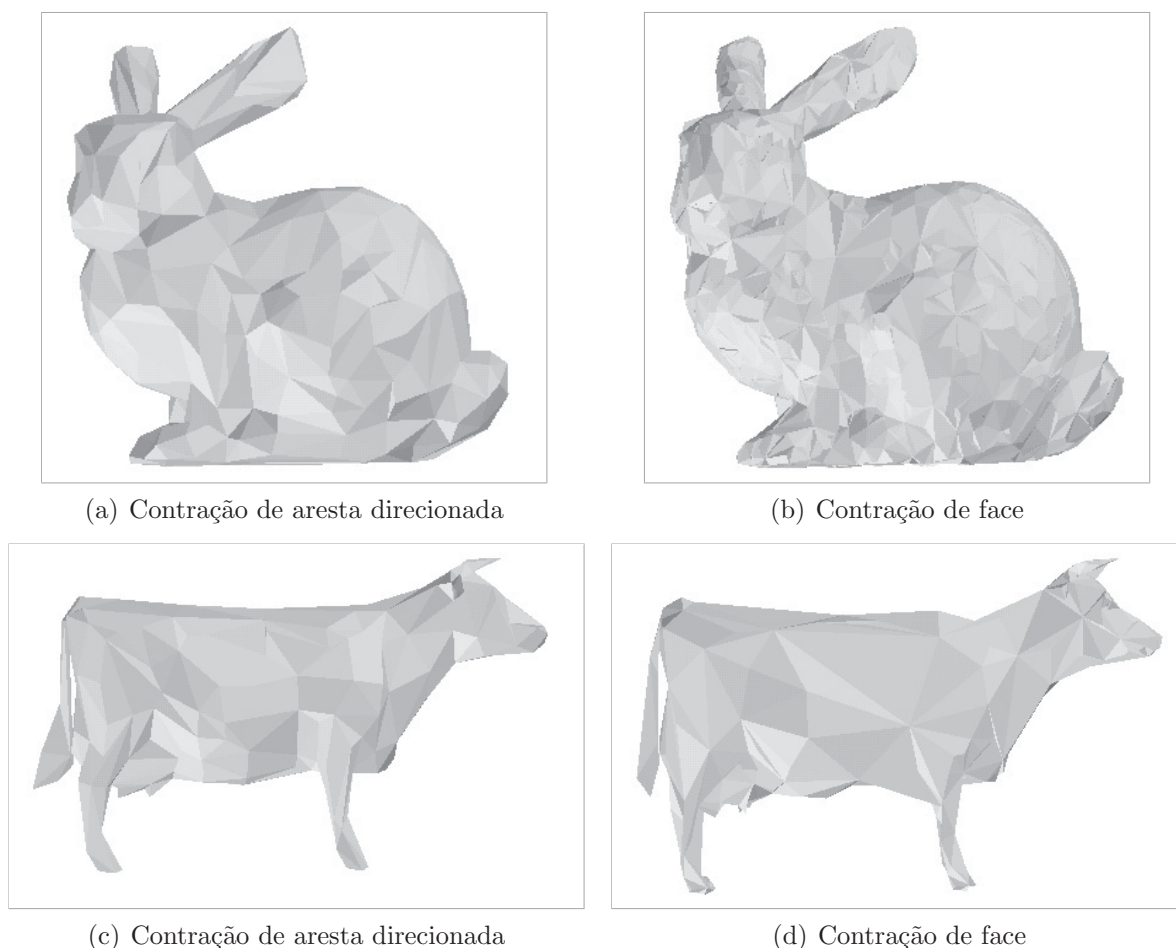 (a) Contração de aresta direcionada
(b) Contração de face
(c) Contração de aresta direcionada
(d) Contração de face